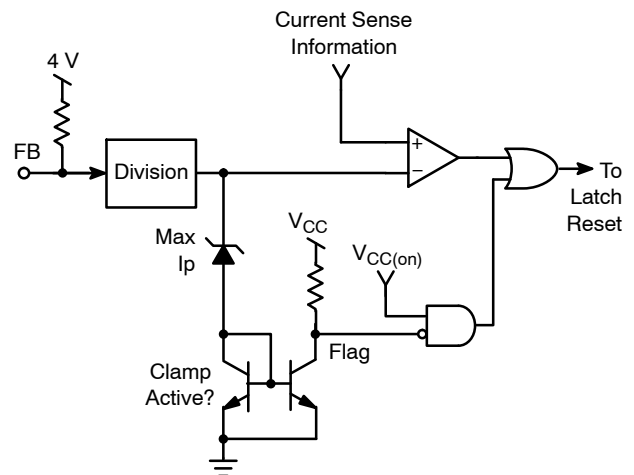 Current Sense
Information
4 V
FB
Division
+
−
To
Latch
Reset
Max
Ip
VCC
VCC(on)
Flag
Clamp
Active?